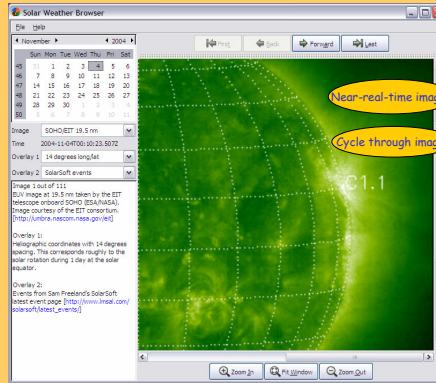 Solar Weather Browser
File Help
November 2004
Sun Mon Tue Wed Thu Fri Sat
45 31 1 2 3 4 5 6
46 7 8 9 10 11 12 13
47 14 15 16 17 18 19 20
48 21 22 23 24 25 26 27
49 28 29 30 1 2 3 4
50 5 6 7 8 9 10 11
First Back Forward Last
Image SOHO/EIT 19.5 nm
Time 2004-11-04T00:10:23.507Z
Overlay 1 14 degrees long/lat
Overlay 2 SolarSoft events
Image 1 out of 111
EUV image at 19.5 nm taken by the EIT
telescope onboard SOHO (ESA/NASA).
Image courtesy of the EIT consortium.
[http://umbra.nascom.nasa.gov/eit]
Overlay 1:
Heliographic coordinates with 14 degrees
spacing. This corresponds roughly to the
solar rotation during 1 day at the solar
equator.
Overlay 2:
Events from Sam Freeland's SolarSoft
latest event page [http://www.lmsal.com/
solarsoft/latest_events/]
Near-real-time imag
Cycle through imag
C1.1
Zoom In Fit Window Zoom Out